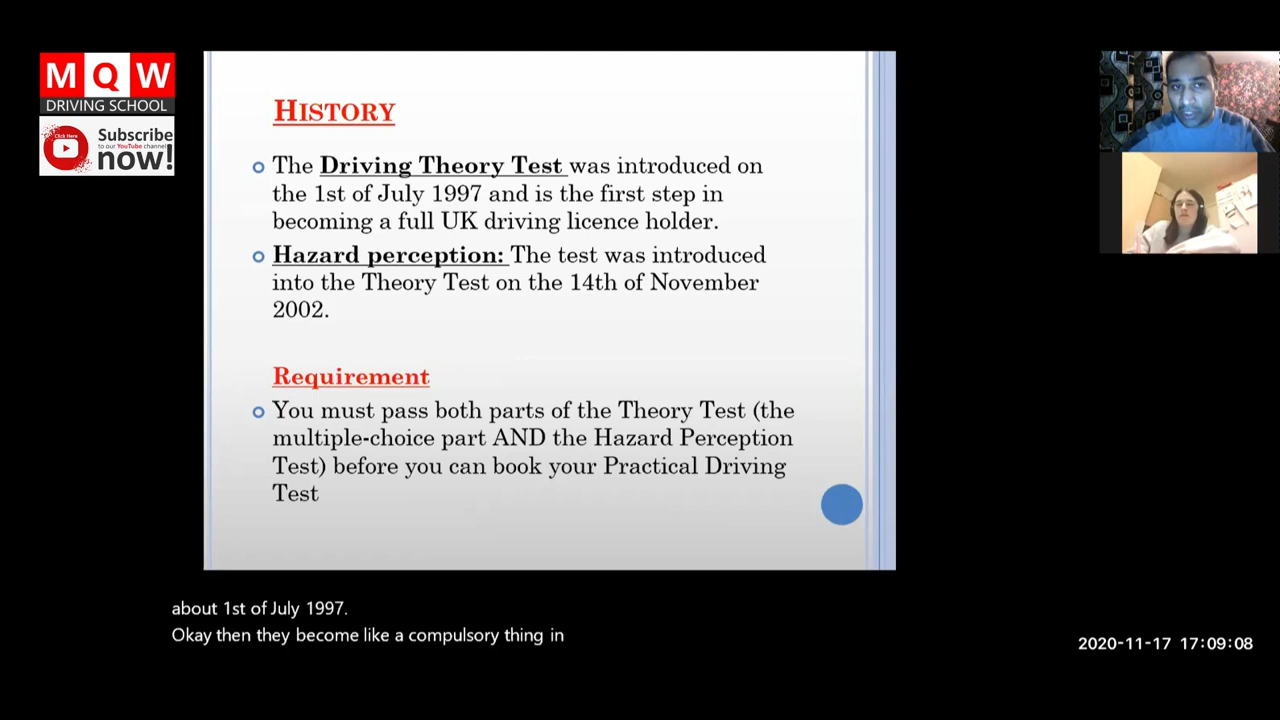 M Q W
DRIVING SCHOOL
Click Here
Subscribe
to our YouTube channel
now!
HISTORY
The Driving Theory Test was introduced on
the 1st of July 1997 and is the first step in
becoming a full UK driving licence holder.
Hazard perception: The test was introduced
into the Theory Test on the 14th of November
2002.
Requirement
You must pass both parts of the Theory Test (the
multiple-choice part AND the Hazard Perception
Test) before you can book your Practical Driving
Test
about 1st of July 1997.
Okay then they become like a compulsory thing in
2020-11-17 17:09:08